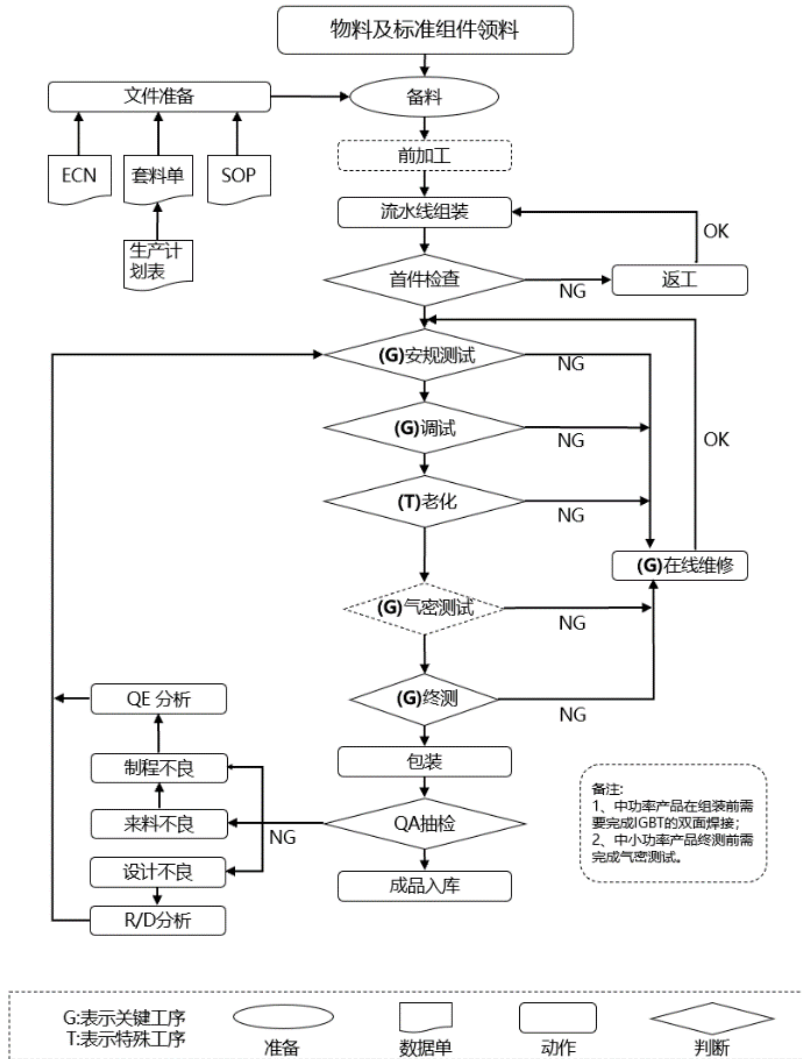 物料及标准组件领料
文件准备
备料
ECN
套料单
SOP
前加工
生产计
划表
流水线组装
OK
首件检查
NG
返工
(G)安规测试
NG
(G)调试
NG
OK
(T)老化
NG
(G)在线维修
(G)气密测试
NG
QE 分析
(G)终测
NG
制程不良
包装
来料不良
NG
QA抽检
设计不良
成品入库
R/D分析
备注:
1、中功率产品在组装前需
要完成IGBT的双面焊接;
2、中小功率产品终测前需
完成气密测试。
G:表示关键工序
T:表示特殊工序
准备
数据单
动作
判断